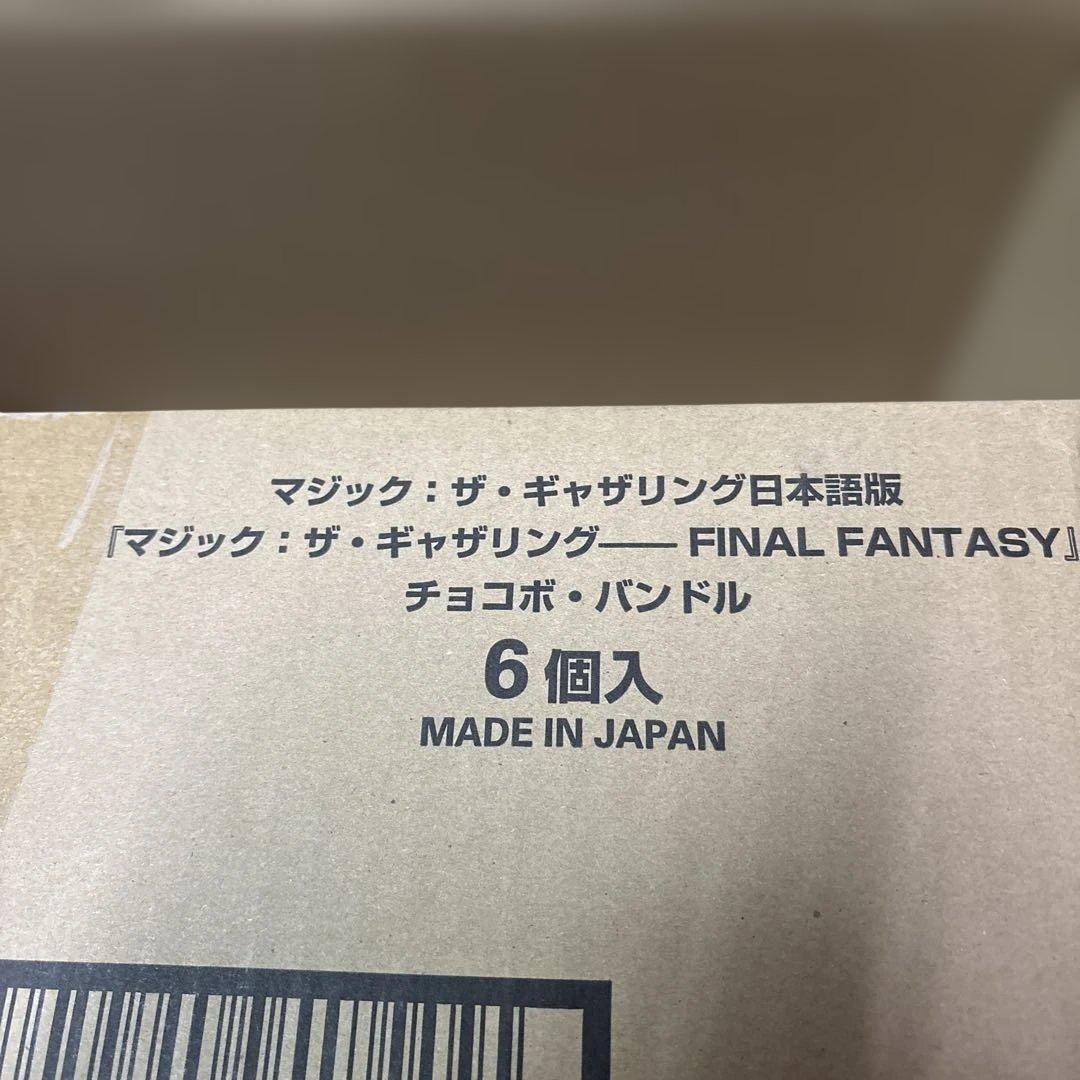 マジック：ザ・ギャザリング日本語版
『マジック：ザ・ギャザリング―― FINAL FANTASY』
チョコボ・バンドル
6個入
MADE IN JAPAN